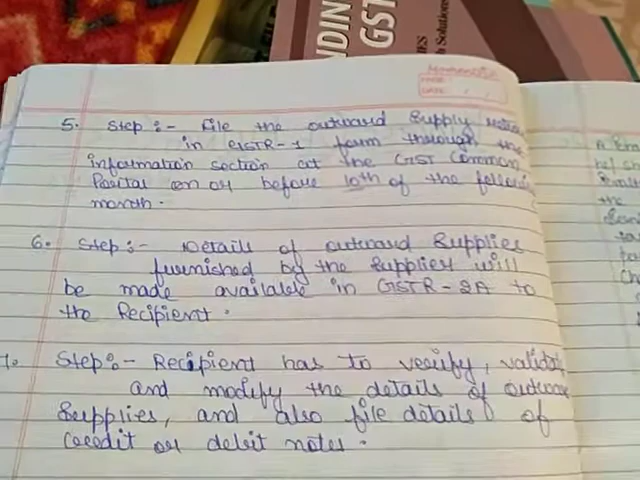 GST
5. Step :- File the outward Supply
in GSTR-1 form through the
information section at the GST Common
Portal on or before 10th of the following
month.
6. Step :- Details of outward Supplies
furnished by the Supplier will
be made available in GSTR-2A to
the Recipient.
7. Step :- Recipient has to verify, validate
and modify the details of outward
Supplies, and also file details of
credit or debit notes.